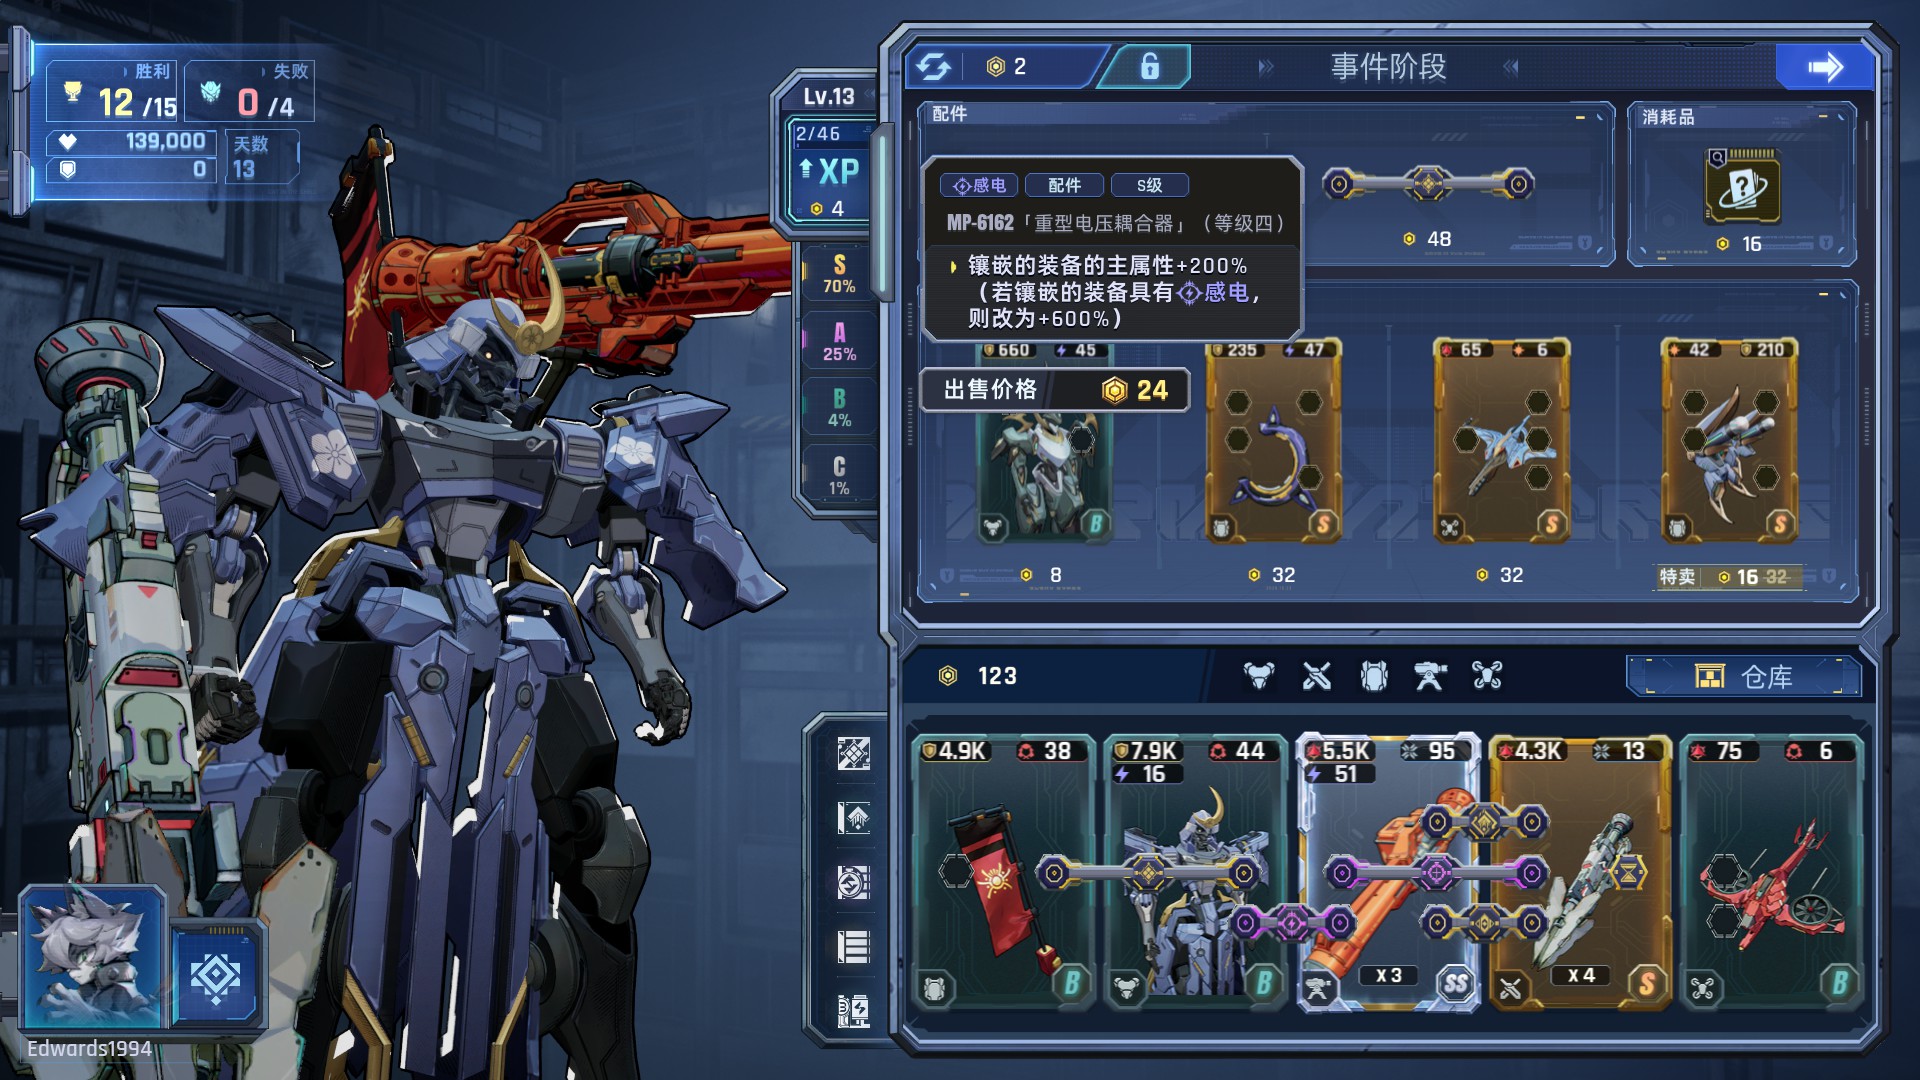 胜利
12 /15
失败
0 /4
139,000
0
天数
13
Lv.13
2/46
XP
4
S
70%
A
25%
B
4%
C
1%
2
事件阶段
配件
消耗品
感电
配件
S级
MP-6162「重型电压耦合器」（等级四）
镶嵌的装备的主属性+200%
（若镶嵌的装备具有感电,
则改为+600%）
48
16
出售价格 24
660 45
235 47
65 6
42 210
B
S
S
S
8
32
32
特卖 16 32
123
仓库
4.9K 38
7.9K 44
16
5.5K 95
51
4.3K 13
75 6
B
B
x3
SS
x4
S
B
Edwards1994